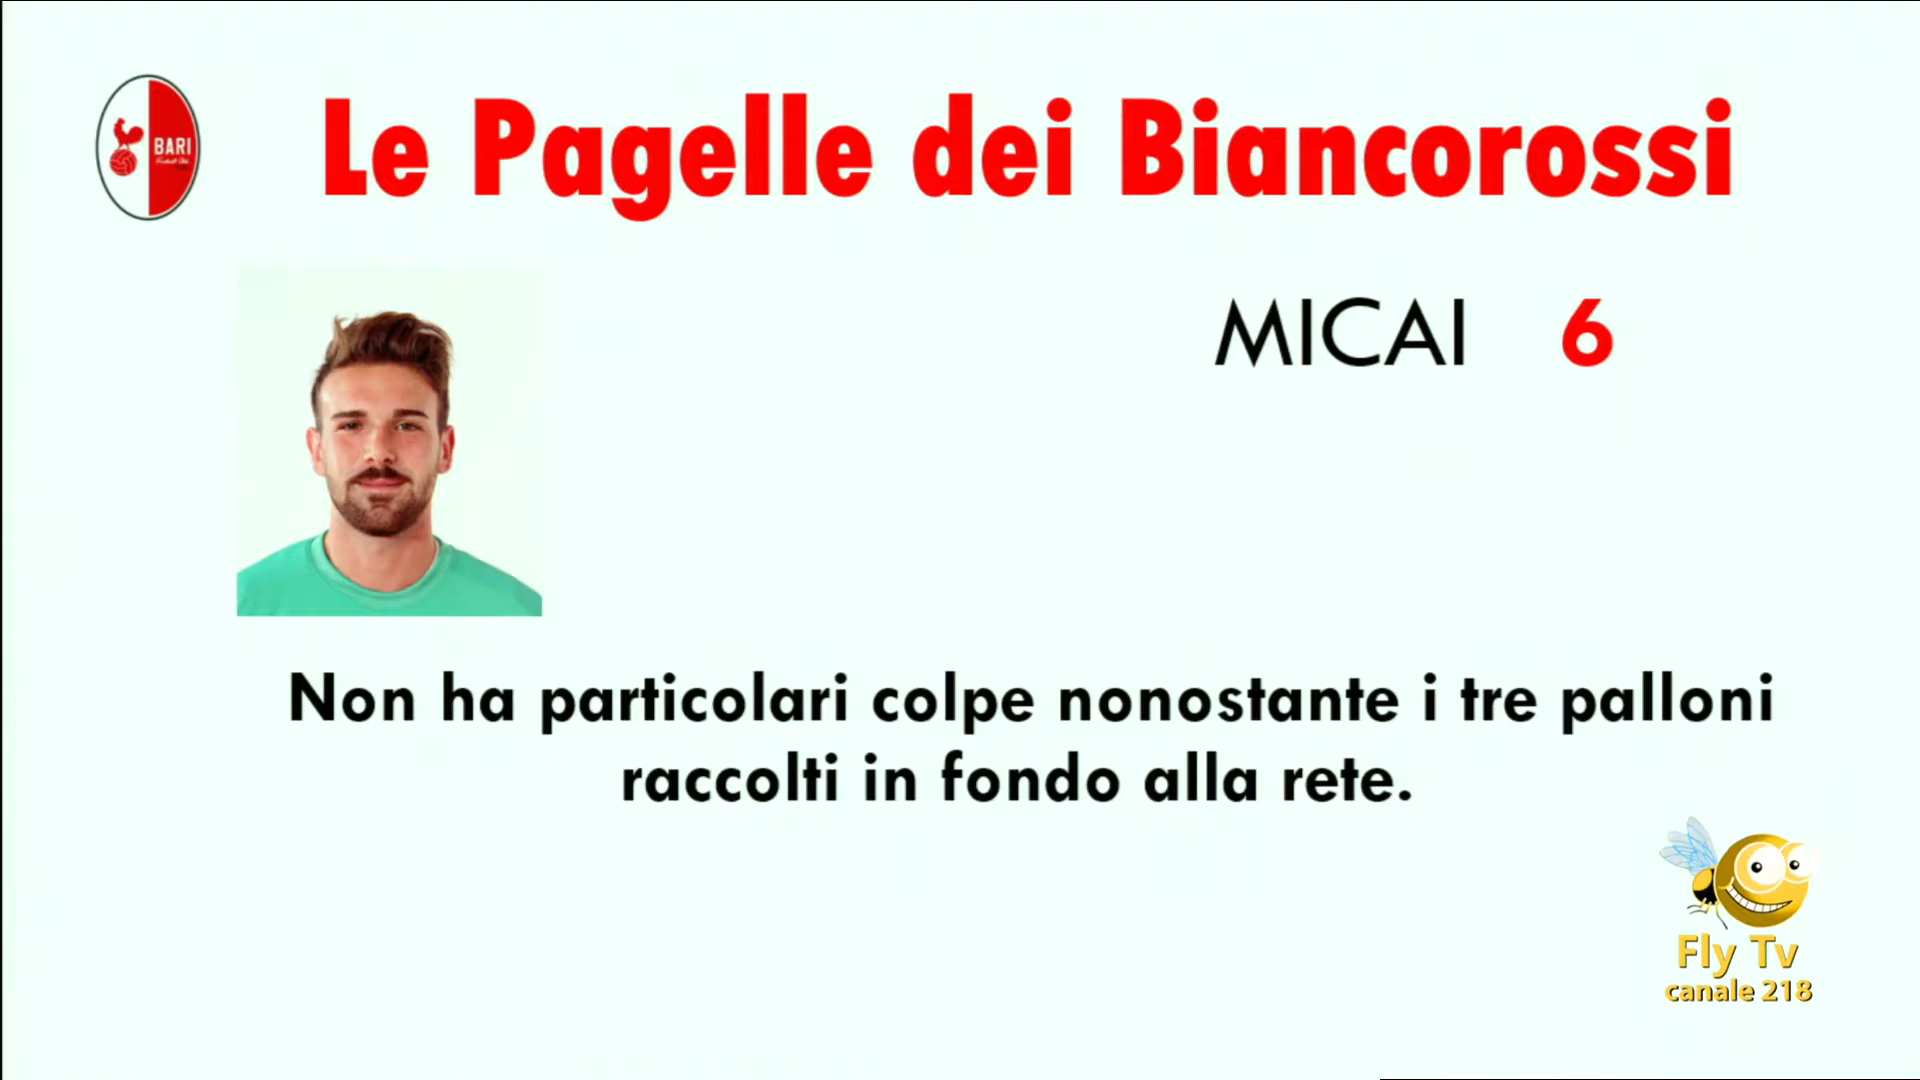 BARI
Le Pagelle dei Biancorossi
MICAI 6
Non ha particolari colpe nonostante i tre palloni
raccolti in fondo alla rete.
Fly Tv
canale 218